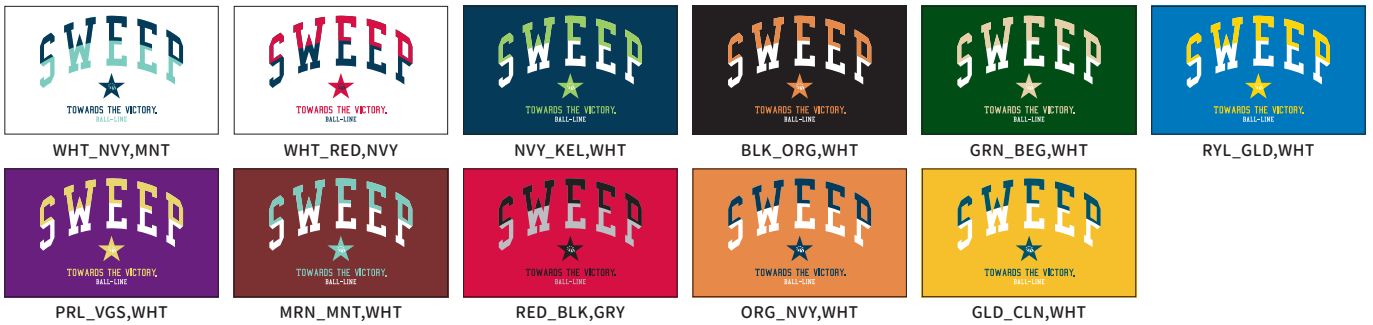 SWEEP
TOWARDS THE VICTORY.
BALL-LINE
WHT_NVY,MNT
SWEEP
TOWARDS THE VICTORY.
BALL-LINE
WHT_RED,NVY
SWEEP
TOWARDS THE VICTORY.
BALL-LINE
NVY_KEL,WHT
SWEEP
TOWARDS THE VICTORY.
BALL-LINE
BLK_ORG,WHT
SWEEP
TOWARDS THE VICTORY.
BALL-LINE
GRN_BEG,WHT
SWEEP
TOWARDS THE VICTORY.
BALL-LINE
RYL_GLD,WHT
SWEEP
TOWARDS THE VICTORY.
BALL-LINE
PRL_VGS,WHT
SWEEP
TOWARDS THE VICTORY.
BALL-LINE
MRN_MNT,WHT
SWEEP
TOWARDS THE VICTORY.
BALL-LINE
RED_BLK,GRY
SWEEP
TOWARDS THE VICTORY.
BALL-LINE
ORG_NVY,WHT
SWEEP
TOWARDS THE VICTORY.
BALL-LINE
GLD_CLN,WHT